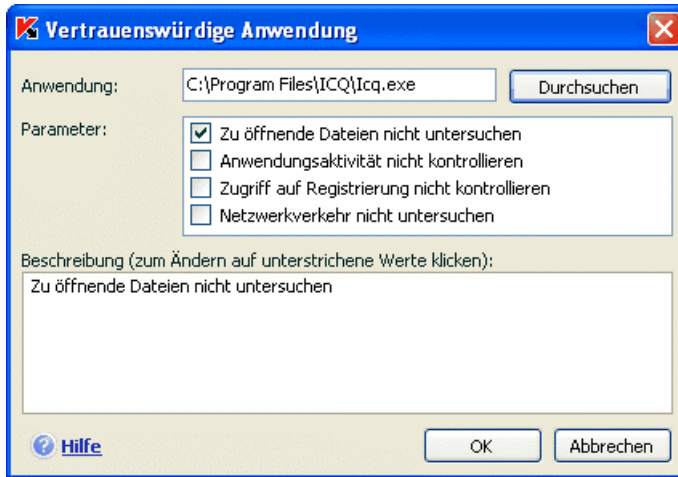 Vertrauenswürdige Anwendung
Anwendung: C:\Program Files\ICQ\Icq.exe Durchsuchen
Parameter: Zu öffnende Dateien nicht untersuchen
Anwendungsaktivität nicht kontrollieren
Zugriff auf Registrierung nicht kontrollieren
Netzwerkverkehr nicht untersuchen
Beschreibung (zum Ändern auf unterstrichene Werte klicken):
Zu öffnende Dateien nicht untersuchen
Hilfe OK Abbrechen